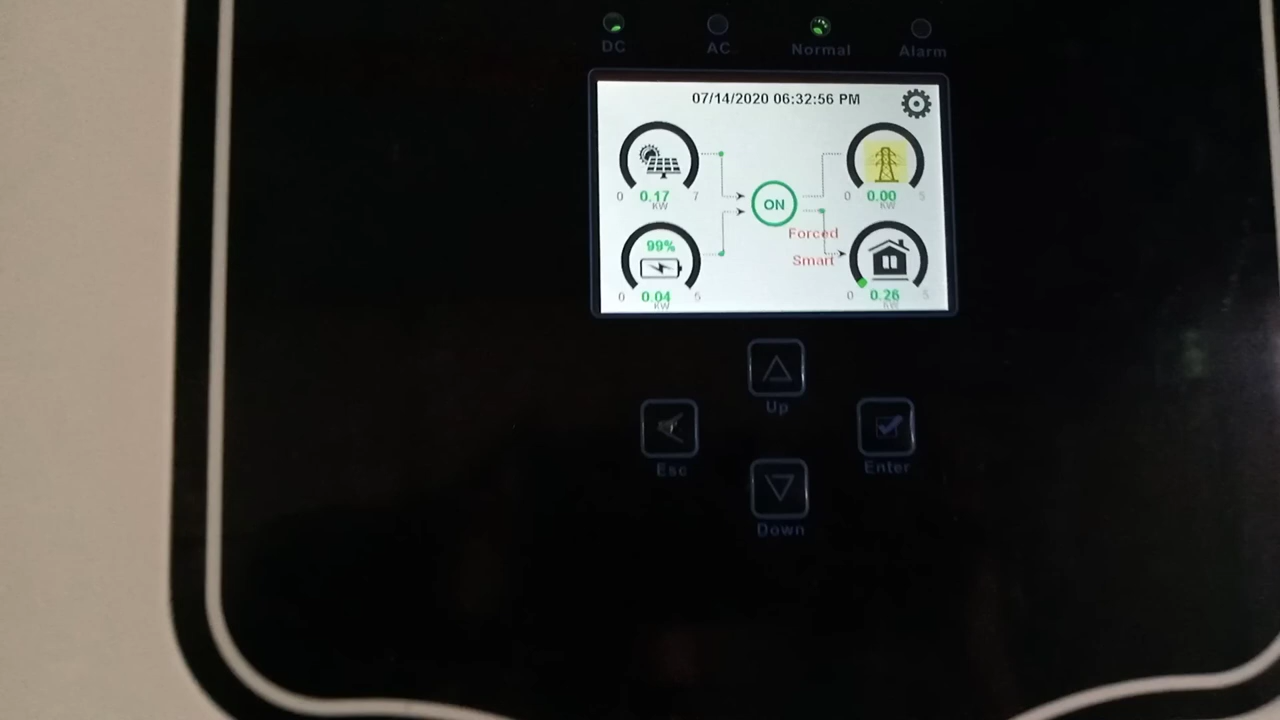 DC AC Normal Alarm
07/14/2020 06:32:56 PM
0 0.17 7
KW
0 0.00 5
KW
ON
99%
Forced
Smart
0 0.04 5
KW
0 0.26 5
KW
Up
Esc
Enter
Down